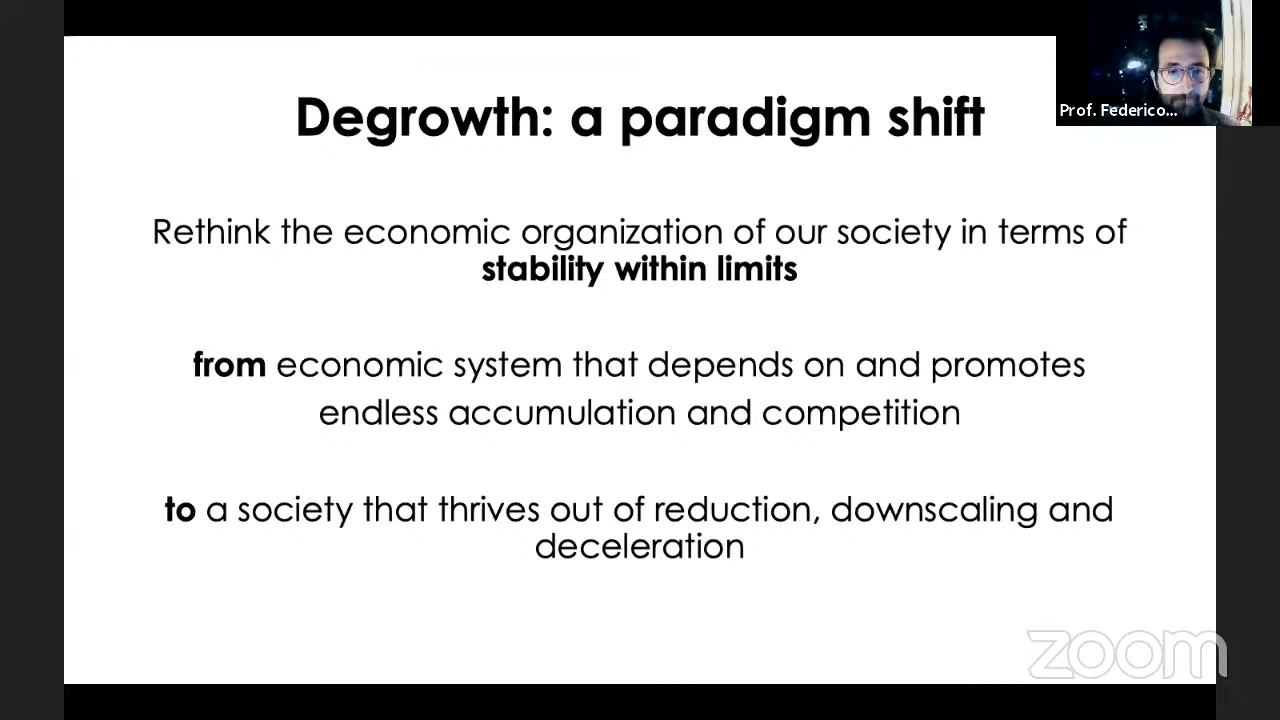 Degrowth: a paradigm shift
Prof. Federico...
Rethink the economic organization of our society in terms of
stability within limits
from economic system that depends on and promotes
endless accumulation and competition
to a society that thrives out of reduction, downscaling and
deceleration
zoom